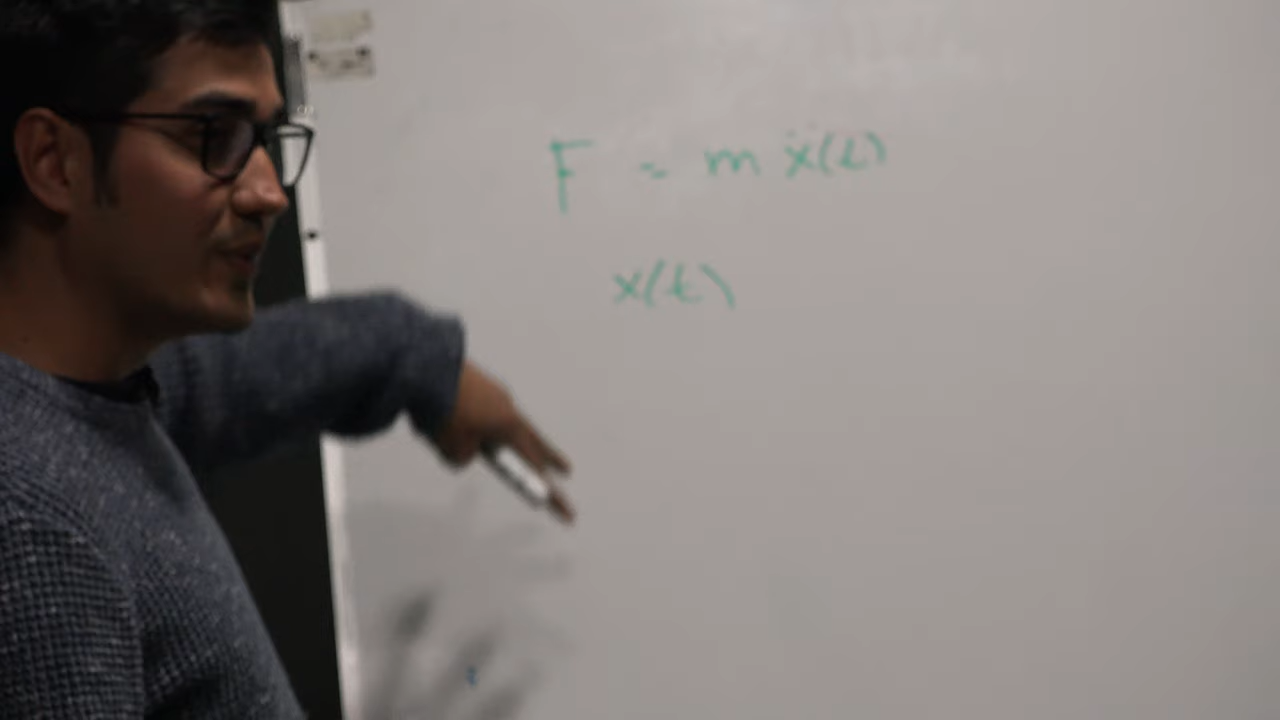 F = m ẍ(t)
x(t)